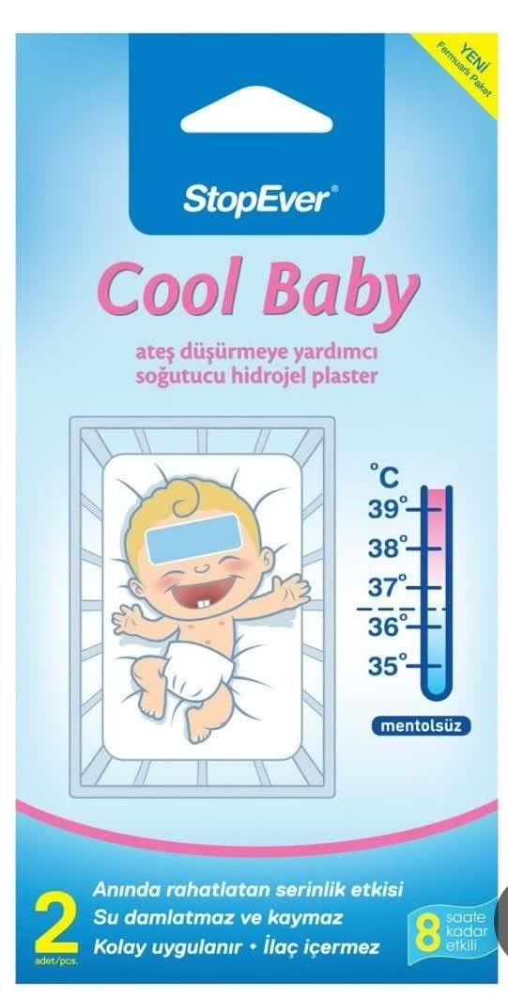 YENİ
Fermuarlı Paket
StopEver®
Cool Baby
ateş düşürmeye yardımcı
soğutucu hidrojel plaster
°C
39°
38°
37°
36°
35°
mentolsüz
2
adet/pcs.
Anında rahatlatan serinlik etkisi
Su damlatmaz ve kaymaz
Kolay uygulanır • İlaç içermez
8
saate
kadar
etkili